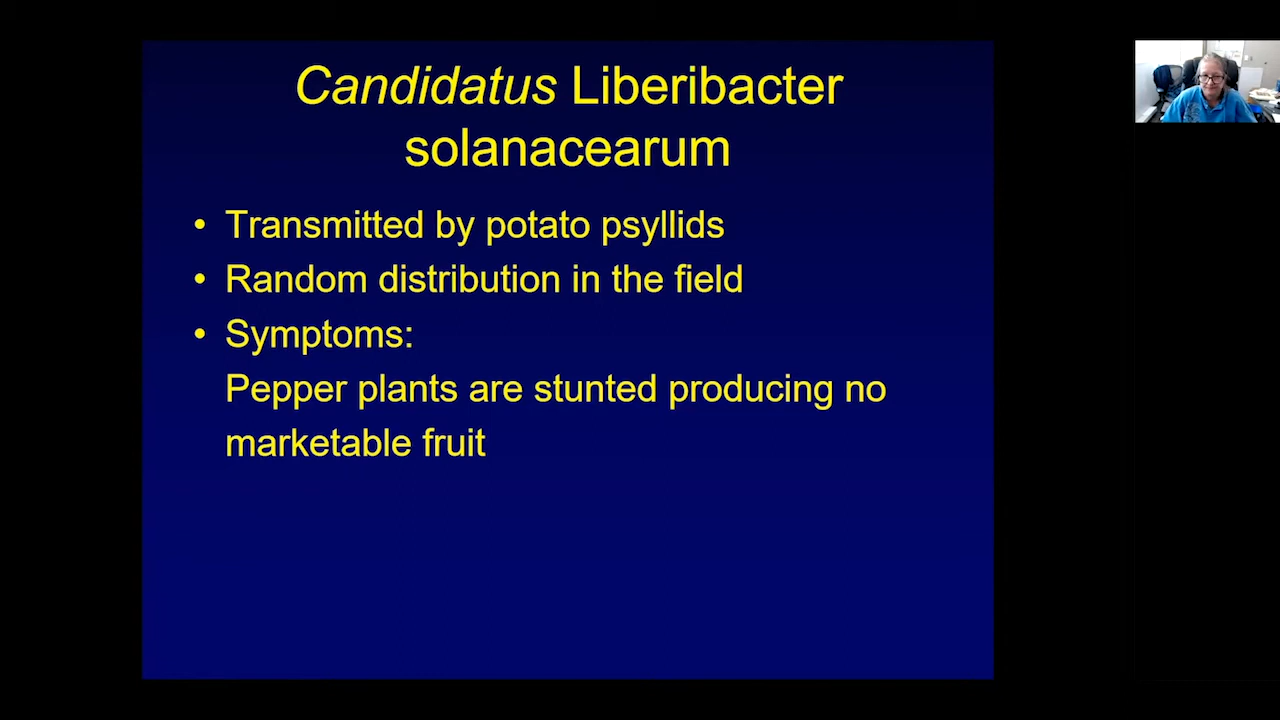 Candidatus Liberibacter
solanacearum
• Transmitted by potato psyllids
• Random distribution in the field
• Symptoms:
Pepper plants are stunted producing no
marketable fruit